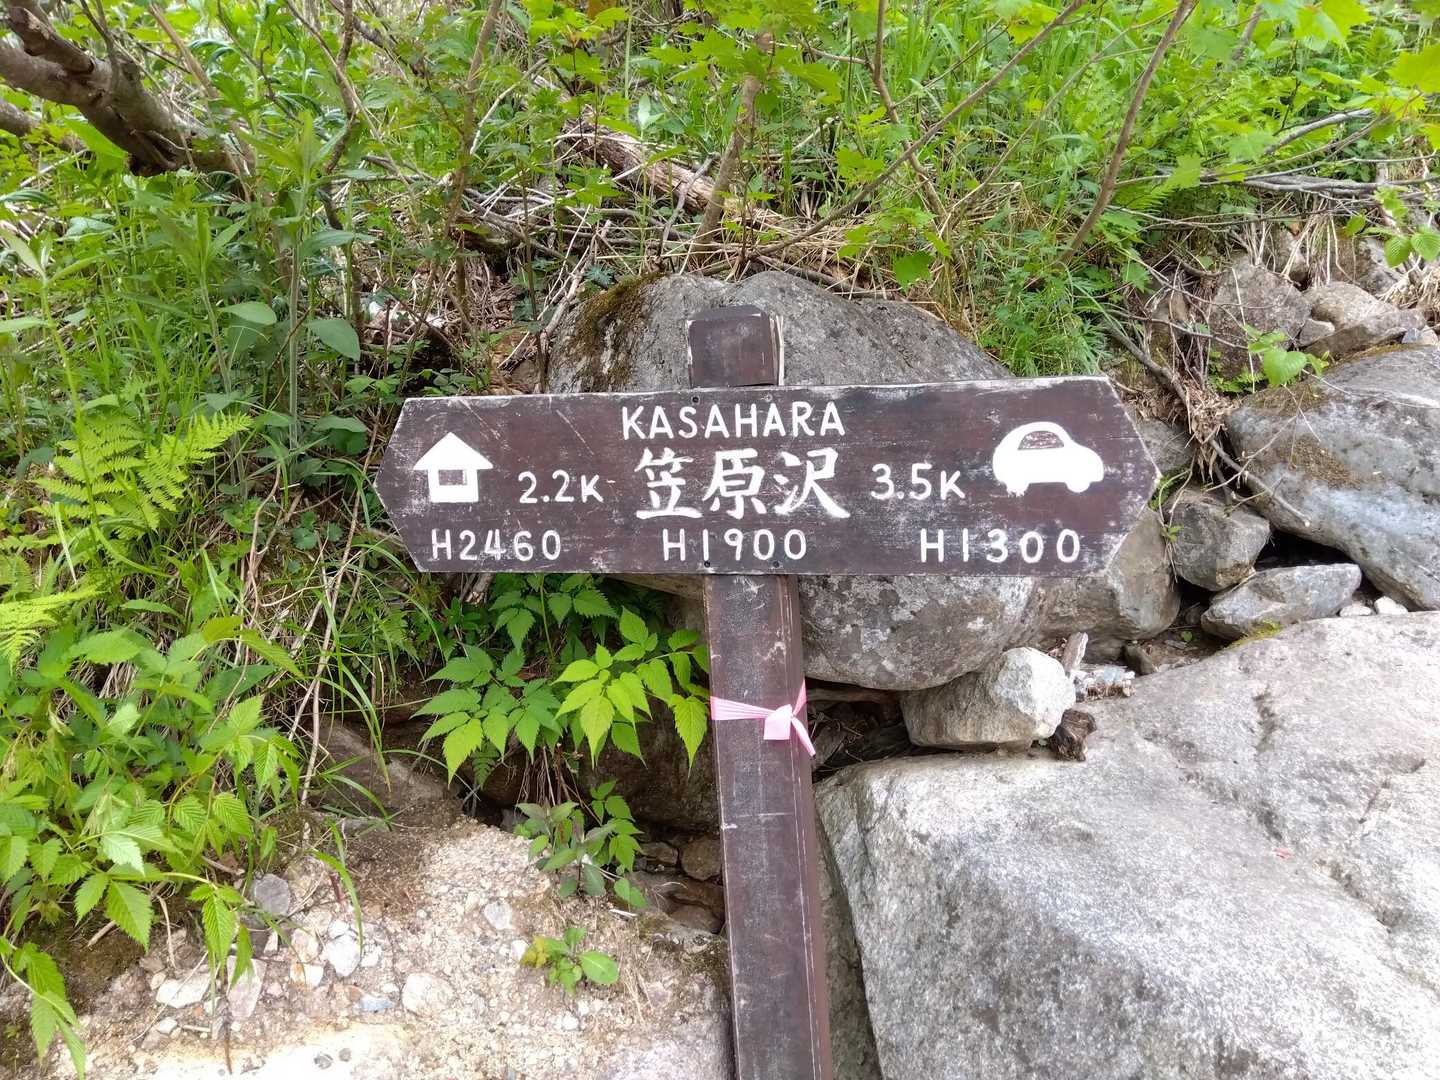 KASAHARA
2.2K 笠原沢 3.5K
H2460 H1900 H1300